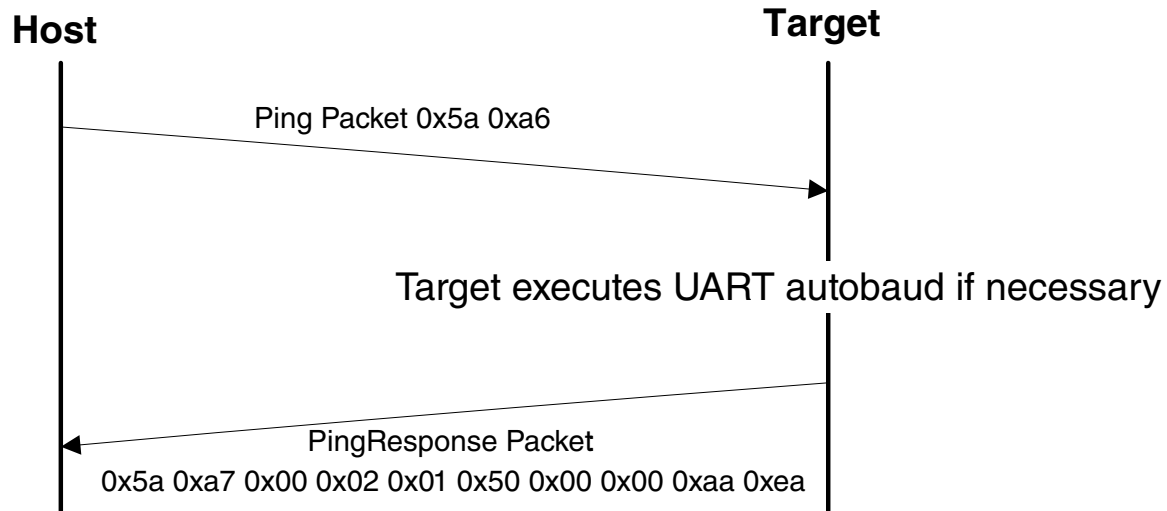 Host
Target
Ping Packet 0x5a 0xa6
Target executes UART autobaud if necessary
PingResponse Packet
0x5a 0xa7 0x00 0x02 0x01 0x50 0x00 0x00 0xaa 0xea